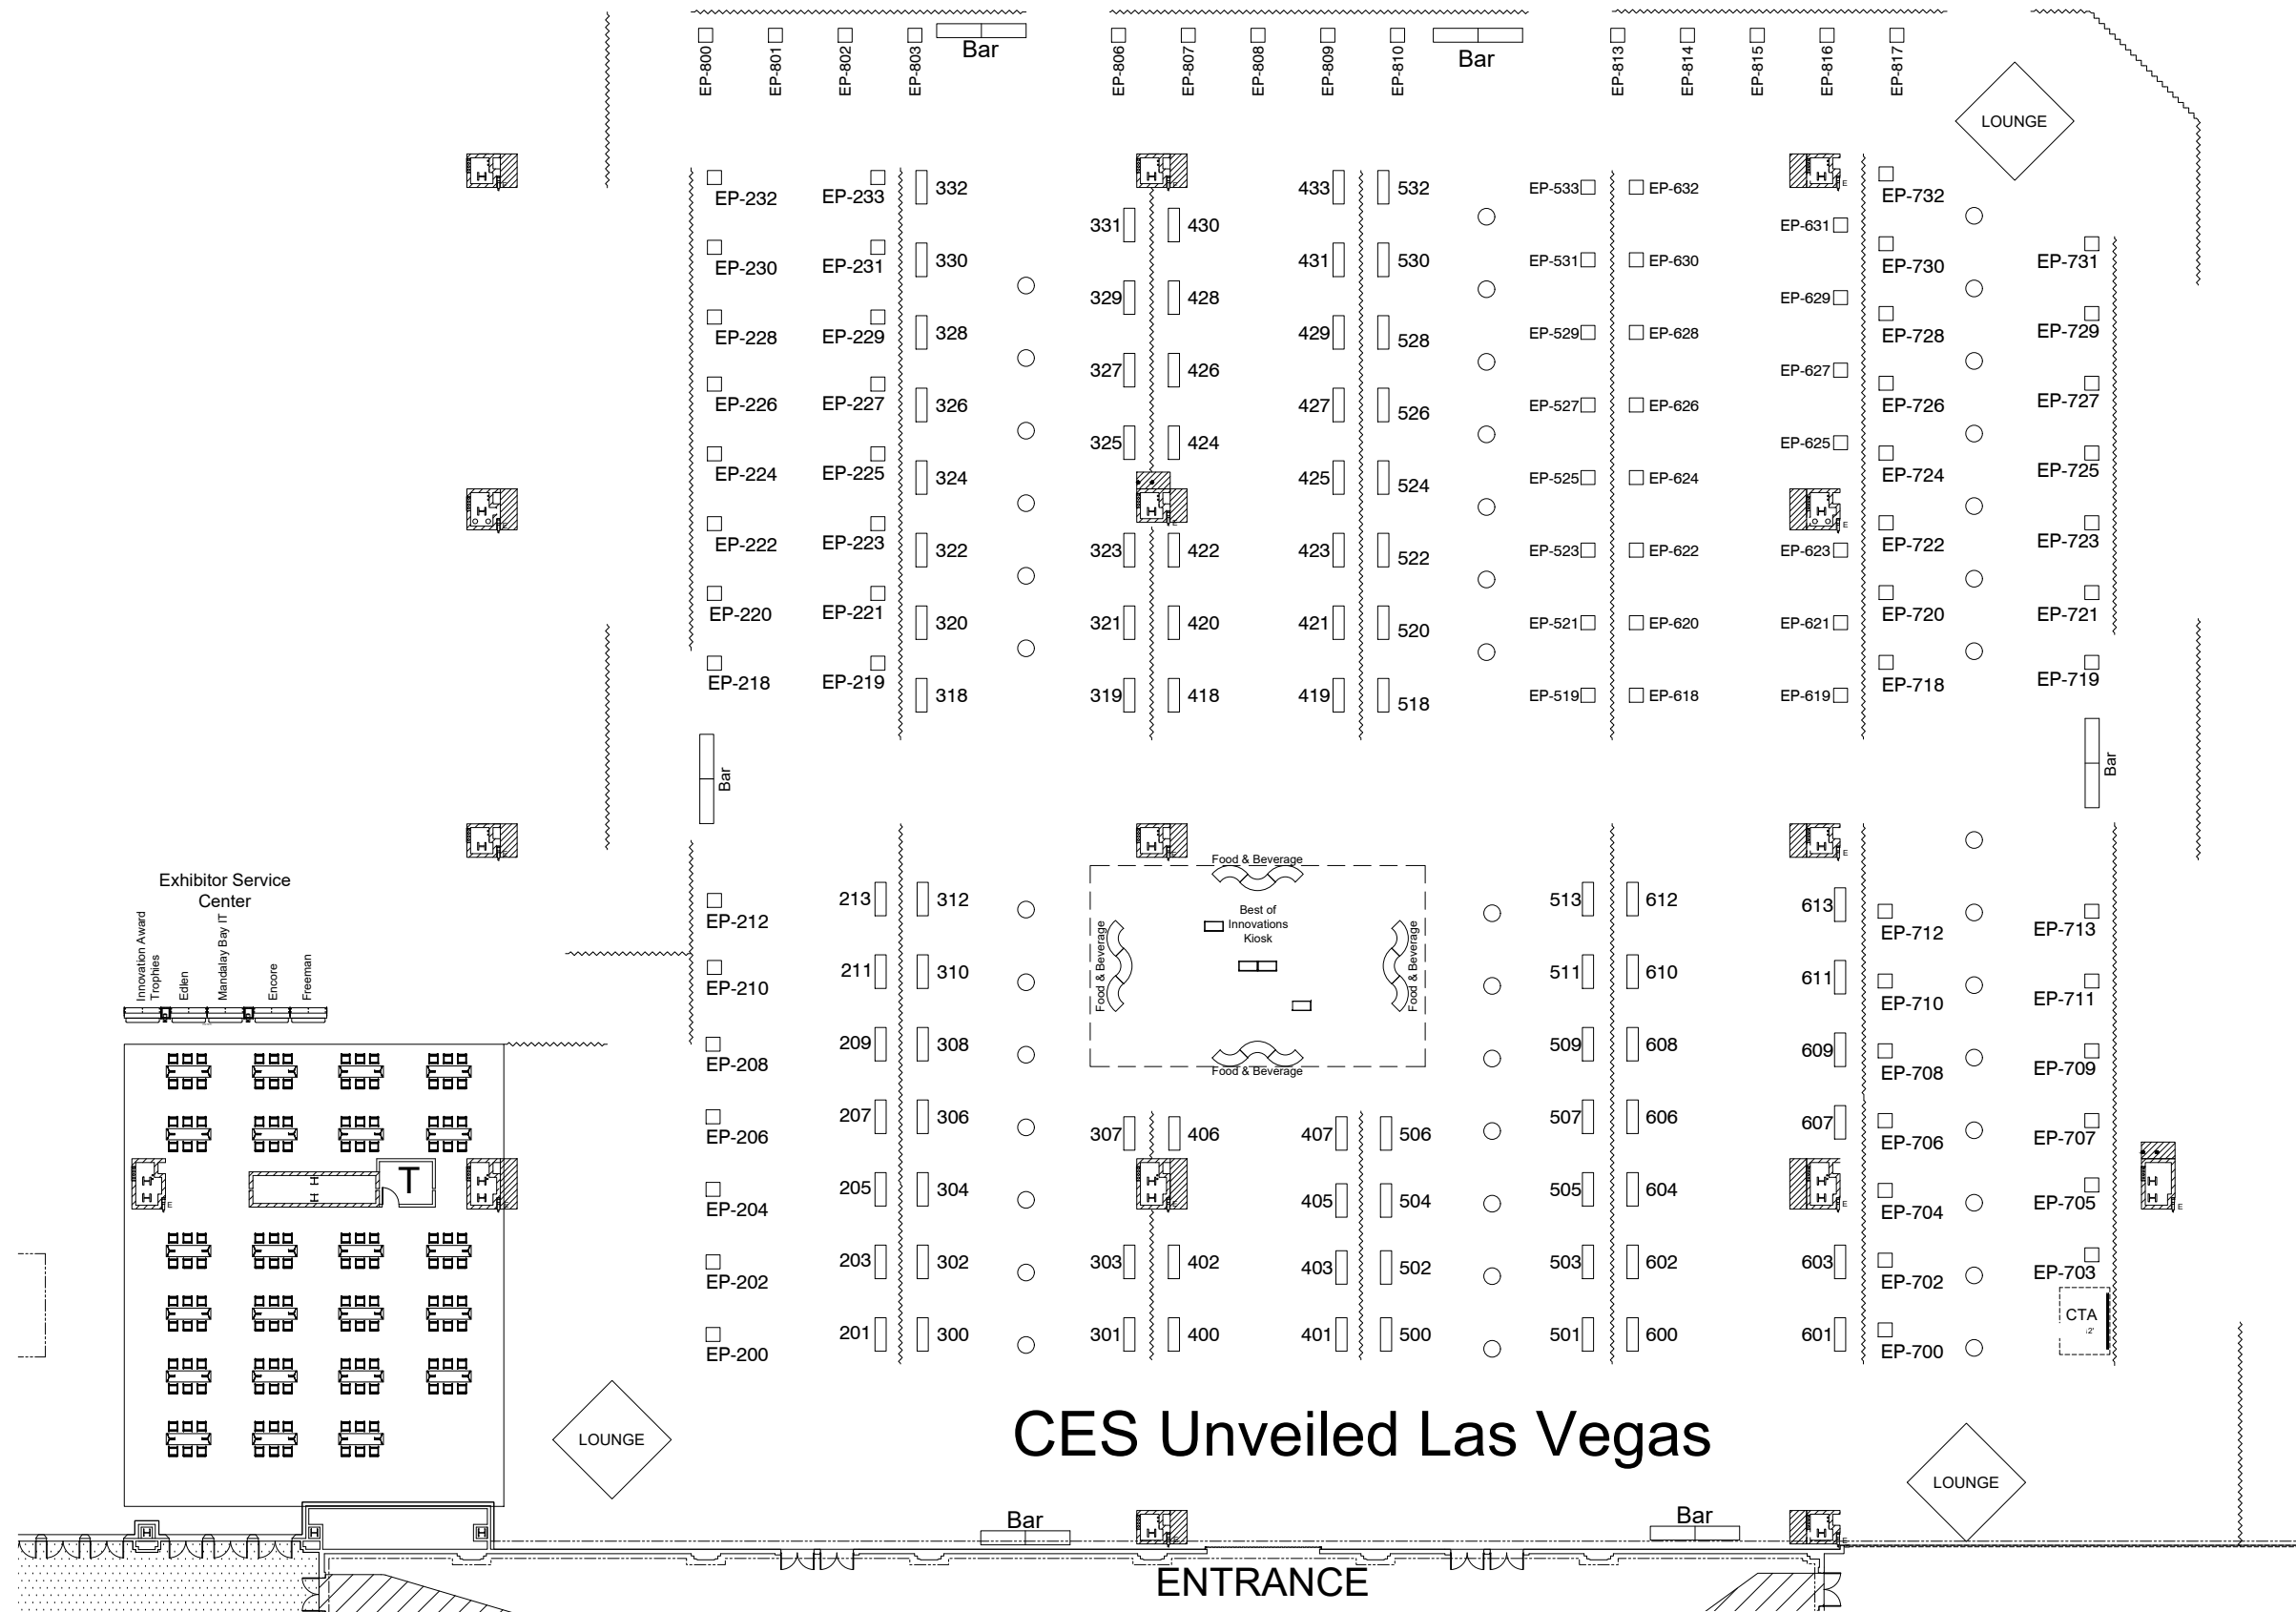 EP-800
EP-801
EP-802
EP-803
Bar
EP-806
EP-807
EP-808
EP-809
EP-810
Bar
EP-813
EP-814
EP-815
EP-816
EP-817
LOUNGE
EP-232
EP-233
332
433
532
EP-533
EP-632
EP-732
331
430
EP-631
EP-230
EP-231
330
431
530
EP-531
EP-630
EP-730
EP-731
329
428
EP-629
EP-228
EP-229
328
429
528
EP-529
EP-628
EP-728
EP-729
327
426
EP-627
EP-226
EP-227
326
427
526
EP-527
EP-626
EP-726
EP-727
325
424
EP-625
EP-224
EP-225
324
425
524
EP-525
EP-624
EP-724
EP-725
EP-222
EP-223
322
323
422
423
522
EP-523
EP-622
EP-623
EP-722
EP-723
EP-220
EP-221
320
321
420
421
520
EP-521
EP-620
EP-621
EP-720
EP-721
EP-218
EP-219
318
319
418
419
518
EP-519
EP-618
EP-619
EP-718
EP-719
Bar
Bar
Exhibitor Service
Center
Innovation Award
Trophies
Edlen
Mandalay Bay IT
Encore
Freeman
Food & Beverage
Best of
Innovations
Kiosk
Food & Beverage
Food & Beverage
Food & Beverage
EP-212
213
312
513
612
613
EP-712
EP-713
EP-210
211
310
511
610
611
EP-710
EP-711
EP-208
209
308
509
608
609
EP-708
EP-709
EP-206
207
306
307
406
407
506
507
606
607
EP-706
EP-707
T
EP-204
205
304
405
504
505
604
EP-704
EP-705
EP-202
203
302
303
402
403
502
503
602
603
EP-702
EP-703
EP-200
201
300
301
400
401
500
501
600
601
EP-700
CTA
12'
LOUNGE
CES Unveiled Las Vegas
LOUNGE
Bar
Bar
ENTRANCE